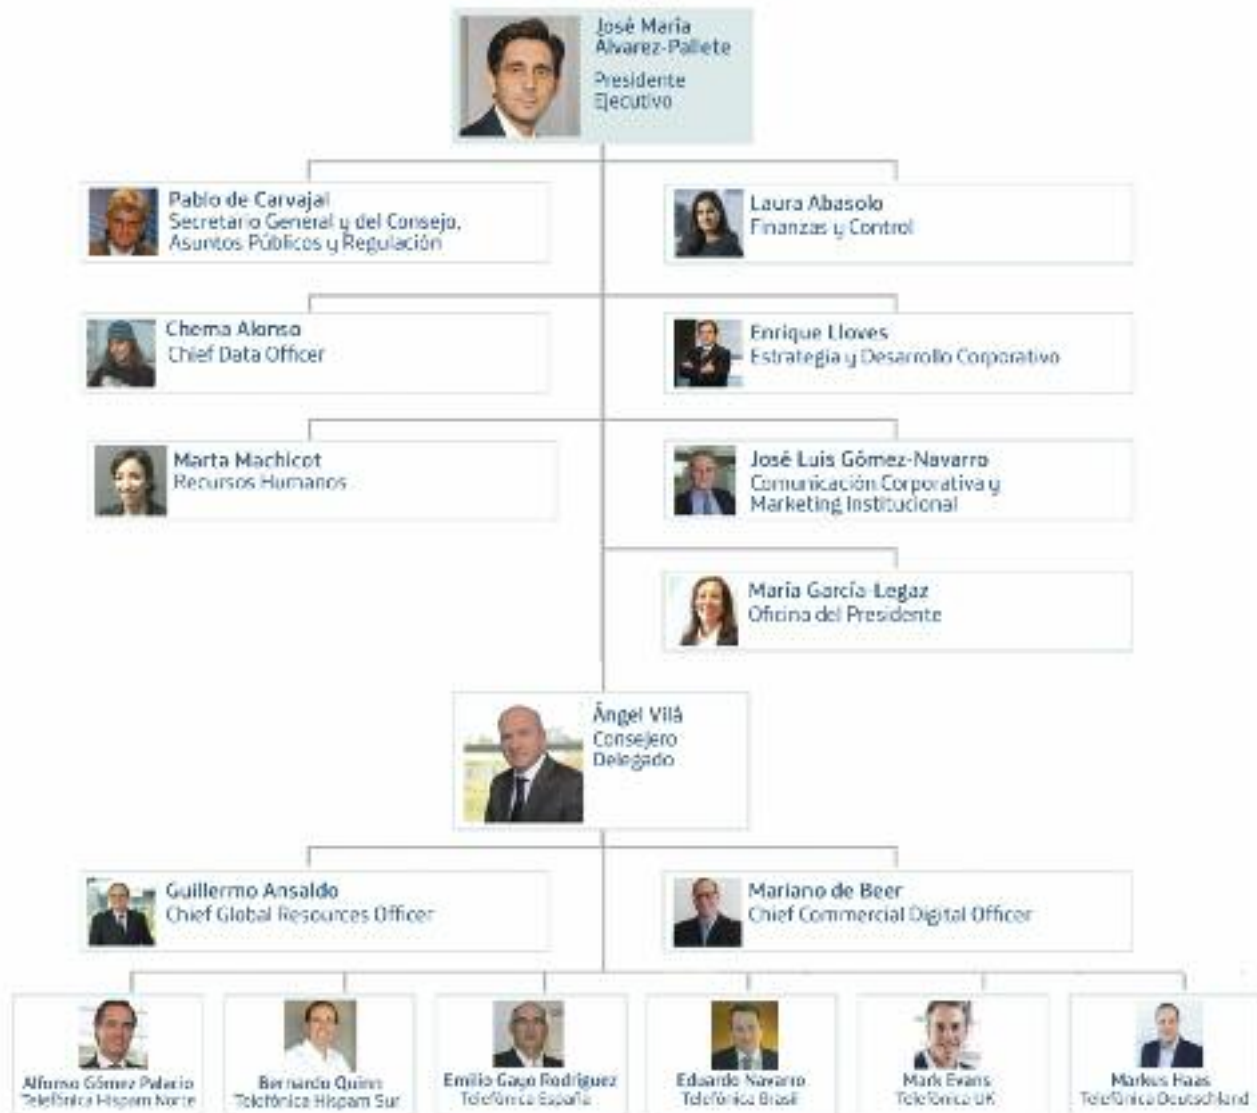 José María
Álvarez-Pallete
Presidente
Ejecutivo
Pablo de Carvajal
Secretario General y del Consejo,
Asuntos Públicos y Regulación
Laura Abasolo
Finanzas y Control
Chema Alonso
Chief Data Officer
Enrique Lloves
Estrategia y Desarrollo Corporativo
Marta Machicot
Recursos Humanos
José Luis Gómez-Navarro
Comunicación Corporativa y
Marketing Institucional
María García-Legaz
Oficina del Presidente
Ángel Vilá
Consejero
Delegado
Guillermo Ansaldo
Chief Global Resources Officer
Mariano de Beer
Chief Commercial Digital Officer
Alfonso Gómez Palacio
Telefónica Hispam Norte
Bernardo Quinn
Telefónica Hispam Sur
Emilio Gayo Rodríguez
Telefónica España
Eduardo Navarro
Telefónica Brasil
Mark Evans
Telefónica UK
Markus Haas
Telefónica Deutschland